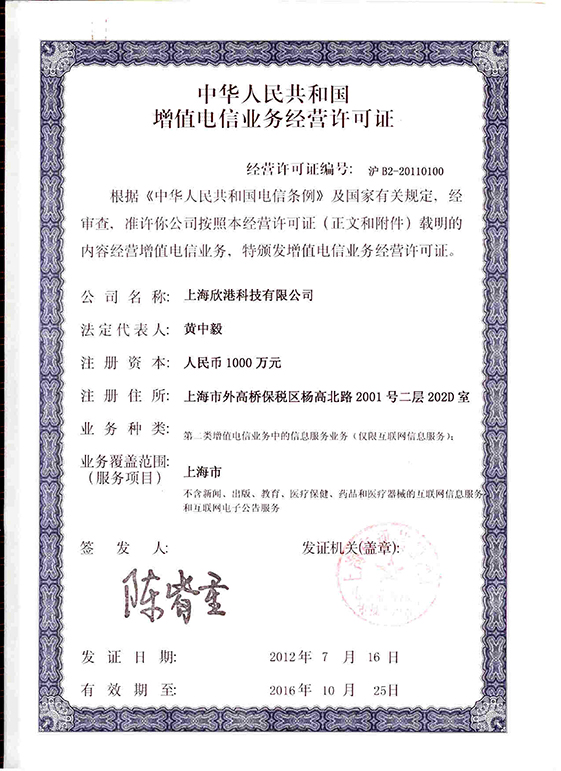 中华人民共和国
增值电信业务经营许可证
经营许可证编号: 沪 B2-20110100
根据《中华人民共和国电信条例》及国家有关规定, 经
审查, 准许你公司按照本经营许可证(正文和附件)载明的
内容经营增值电信业务, 特颁发增值电信业务经营许可证。
公司名称: 上海欣港科技有限公司
法定代表人: 黄中毅
注册资本: 人民币 1000 万元
注册住所: 上海市外高桥保税区杨高北路 2001 号二层 202D 室
业务种类: 第二类增值电信业务中的信息服务业务(仅限互联网信息服务);
业务覆盖范围: 上海市
(服务项目) 不含新闻、出版、教育、医疗保健、药品和医疗器械的互联网信息服务
和互联网电子公告服务
签发人: 发证机关(盖章):
发证日期: 2012 年 7 月 16 日
有效期至: 2016 年 10 月 25日